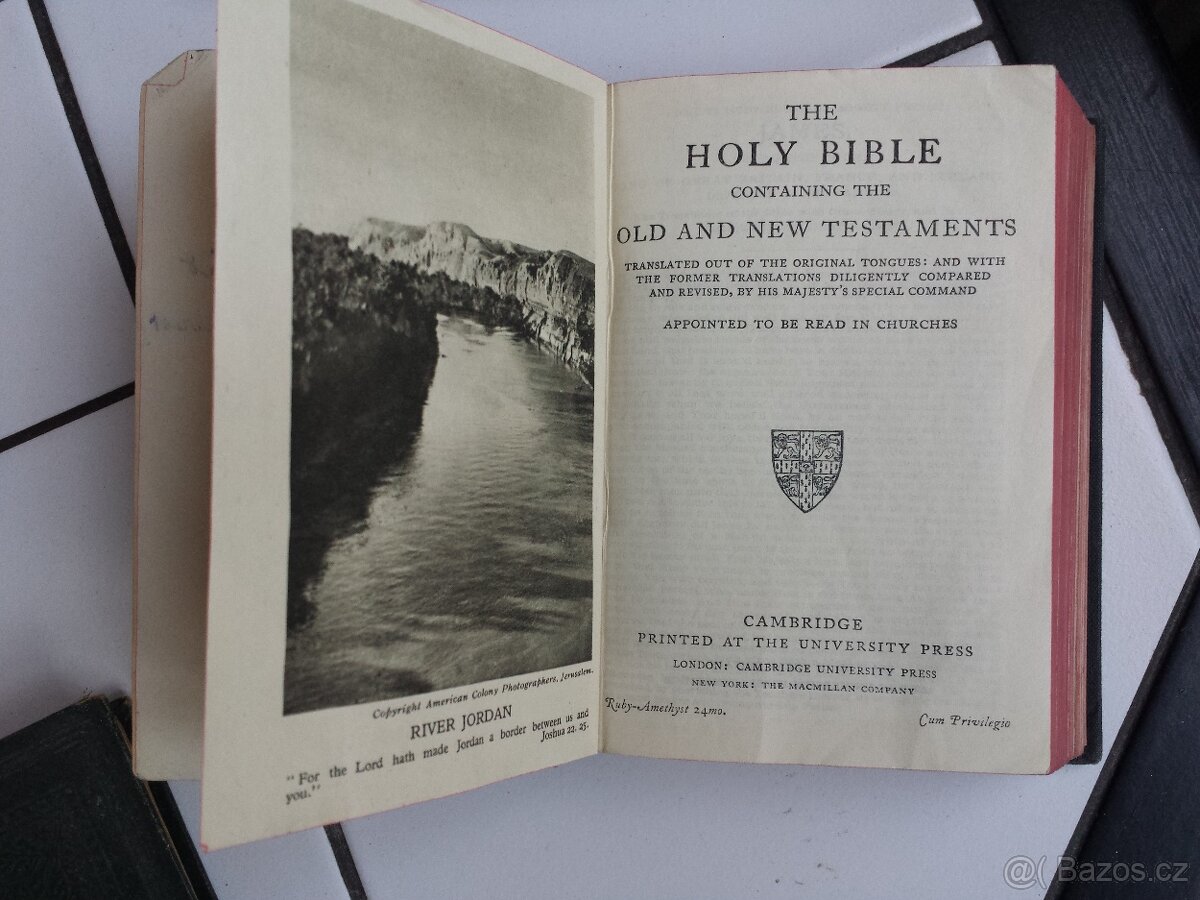 Copyright American Colony Photographers, Jerusalem.
RIVER JORDAN
"For the Lord hath made Jordan a border between us and
you."
Joshua 22. 25.
THE
HOLY BIBLE
CONTAINING THE
OLD AND NEW TESTAMENTS
TRANSLATED OUT OF THE ORIGINAL TONGUES: AND WITH
THE FORMER TRANSLATIONS DILIGENTLY COMPARED
AND REVISED, BY HIS MAJESTY'S SPECIAL COMMAND
APPOINTED TO BE READ IN CHURCHES
CAMBRIDGE
PRINTED AT THE UNIVERSITY PRESS
LONDON: CAMBRIDGE UNIVERSITY PRESS
NEW YORK: THE MACMILLAN COMPANY
Ruby-Amethyst 24mo.
Cum Privilegio
@( Bazos.cz